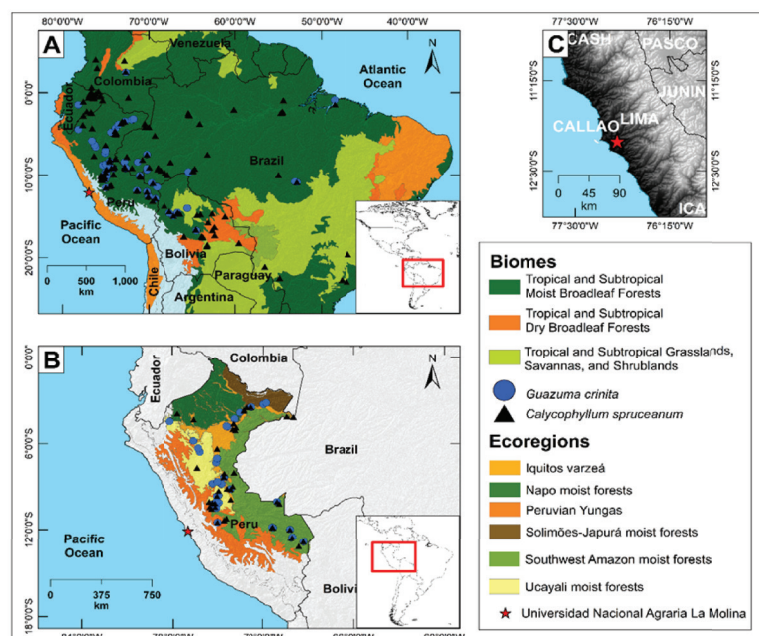 80°0'0"W 70°0'0"W 60°0'0"W 50°0'0"W 40°0'0"W
A
Venezuela
N
Colombia
Atlantic
Ocean
0°0'0"
Ecuador
Brazil
10°0'0"S
Peru
Pacific
Ocean
Bolivia
20°0'0"S
Paraguay
0 500 1,000
km
Chile
Argentina
C
77°30'0"W 76°15'0"W
CASH
PASCO
11°15'0"S
JUNIN
LIMA
CALLAO
12°30'0"S
0 45 90
km
ICA
77°30'0"W 76°15'0"W
B
0°0'0"
Colombia
N
Ecuador
Brazil
6°0'0"S
Peru
12°0'0"S
Pacific
Ocean
0 375 750
km
Bolivi
18°0'0"S
Biomes
Tropical and Subtropical
Moist Broadleaf Forests
Tropical and Subtropical
Dry Broadleaf Forests
Tropical and Subtropical Grasslands,
Savannas, and Shrublands
Guazuma crinita
Calycophyllum spruceanum
Ecoregions
Iquitos varzeá
Napo moist forests
Peruvian Yungas
Solimões-Japurá moist forests
Southwest Amazon moist forests
Ucayali moist forests
Universidad Nacional Agraria La Molina